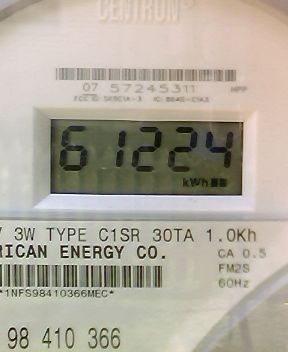 CENTRON
07 57245311 HPP
61224
kWh
V 3W TYPE C1SR 30TA 1.0Kh
RICAN ENERGY CO. CA 0.5
FM2S
*1NFS98410366MEC* 60Hz
98 410 366